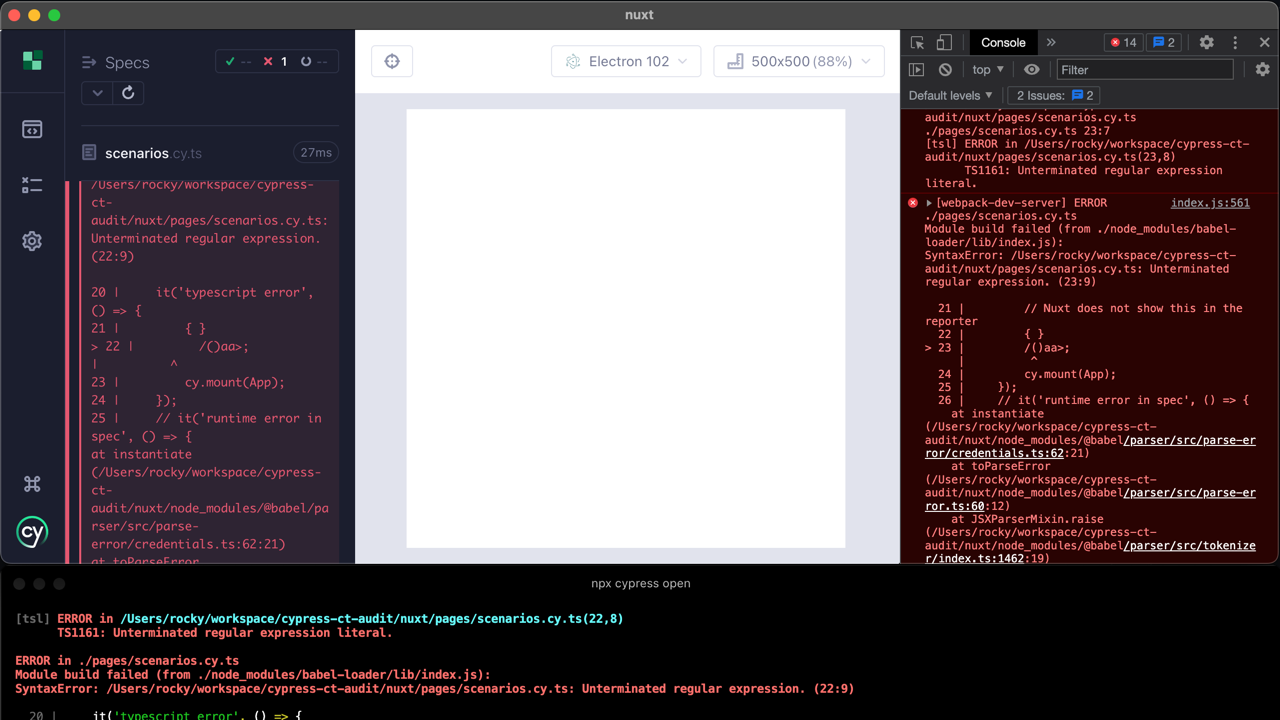 nuxt
Specs
-- 1 --
scenarios.cy.ts
27ms
/Users/rocky/workspace/cypress-
ct-
audit/nuxt/pages/scenarios.cy.ts:
Unterminated regular expression.
(22:9)
20 | it('typescript error',
() => {
21 | { }
> 22 | /()aa>;
| ^
23 | cy.mount(App);
24 | });
25 | // it('runtime error in
spec', () => {
at instantiate
(/Users/rocky/workspace/cypress-
ct-
audit/nuxt/node_modules/@babel/pa
rser/src/parse-
error/credentials.ts:62:21)
at toParseError
cy
Electron 102
500x500 (88%)
Console
14
2
top
Filter
Default levels
2 Issues: 2
audit/nuxt/pages/scenarios.cy.ts
./pages/scenarios.cy.ts 23:7
[tsl] ERROR in /Users/rocky/workspace/cypress-ct-
audit/nuxt/pages/scenarios.cy.ts(23,8)
TS1161: Unterminated regular expression
literal.
[webpack-dev-server] ERROR index.js:561
./pages/scenarios.cy.ts
Module build failed (from ./node_modules/babel-
loader/lib/index.js):
SyntaxError: /Users/rocky/workspace/cypress-ct-
audit/nuxt/pages/scenarios.cy.ts: Unterminated
regular expression. (23:9)
21 | // Nuxt does not show this in the
reporter
22 | { }
> 23 | /()aa>;
| ^
24 | cy.mount(App);
25 | });
26 | // it('runtime error in spec', () => {
at instantiate
(/Users/rocky/workspace/cypress-ct-
audit/nuxt/node_modules/@babel/parser/src/parse-er
ror/credentials.ts:62:21)
at toParseError
(/Users/rocky/workspace/cypress-ct-
audit/nuxt/node_modules/@babel/parser/src/parse-er
ror.ts:60:12)
at JSXParserMixin.raise
(/Users/rocky/workspace/cypress-ct-
audit/nuxt/node_modules/@babel/parser/src/tokenize
r/index.ts:1462:19)
npx cypress open
[tsl] ERROR in /Users/rocky/workspace/cypress-ct-audit/nuxt/pages/scenarios.cy.ts(22,8)
TS1161: Unterminated regular expression literal.
ERROR in ./pages/scenarios.cy.ts
Module build failed (from ./node_modules/babel-loader/lib/index.js):
SyntaxError: /Users/rocky/workspace/cypress-ct-audit/nuxt/pages/scenarios.cy.ts: Unterminated regular expression. (22:9)
20 | it('typescript error', () => {